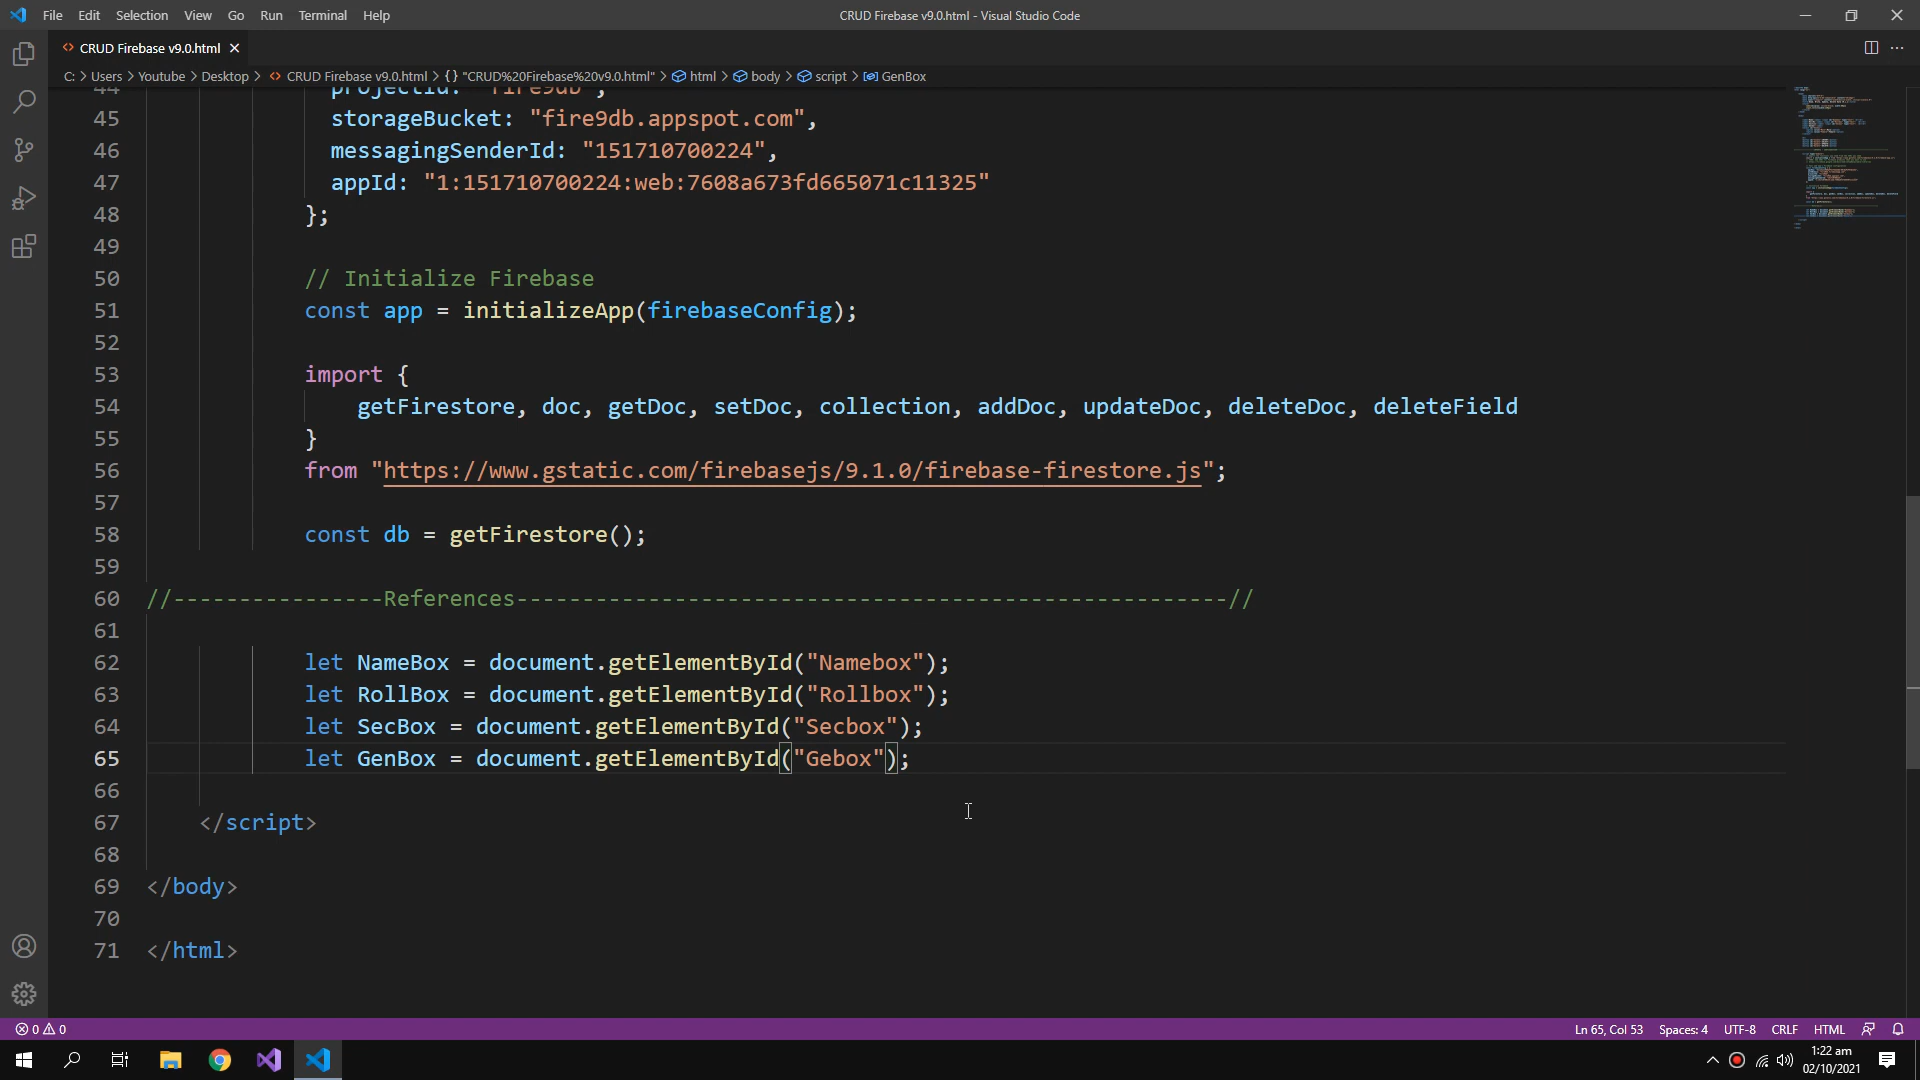 File Edit Selection View Go Run Terminal Help
CRUD Firebase v9.0.html - Visual Studio Code
CRUD Firebase v9.0.html
C: > Users > Youtube > Desktop > CRUD Firebase v9.0.html > {} "CRUD%20Firebase%20v9.0.html" > html > body > script > GenBox
44 projectId: "fire9db",
45 storageBucket: "fire9db.appspot.com",
46 messagingSenderId: "151710700224",
47 appId: "1:151710700224:web:7608a673fd665071c11325"
48 };
49
50 // Initialize Firebase
51 const app = initializeApp(firebaseConfig);
52
53 import {
54 getFirestore, doc, getDoc, setDoc, collection, addDoc, updateDoc, deleteDoc, deleteField
55 }
56 from "https://www.gstatic.com/firebasejs/9.1.0/firebase-firestore.js";
57
58 const db = getFirestore();
59
60 //----------------References------------------------------------------------------//
61
62 let NameBox = document.getElementById("Namebox");
63 let RollBox = document.getElementById("Rollbox");
64 let SecBox = document.getElementById("Secbox");
65 let GenBox = document.getElementById("Gebox");
66
67 </script>
68
69 </body>
70
71 </html>
0 0
Ln 65, Col 53 Spaces: 4 UTF-8 CRLF HTML
1:22 am
02/10/2021